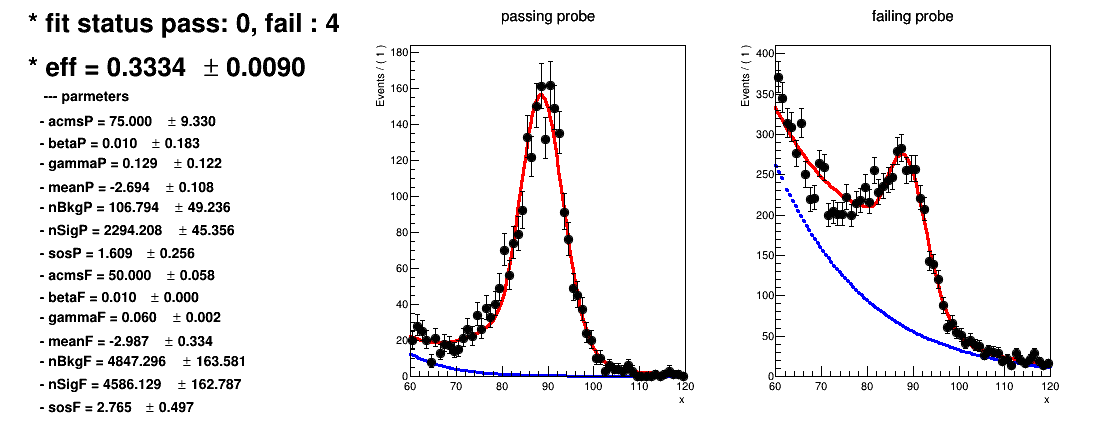 * fit status pass: 0, fail : 4
* eff = 0.3334 ± 0.0090
--- parmeters
- acmsP = 75.000 ± 9.330
- betaP = 0.010 ± 0.183
- gammaP = 0.129 ± 0.122
- meanP = -2.694 ± 0.108
- nBkgP = 106.794 ± 49.236
- nSigP = 2294.208 ± 45.356
- sosP = 1.609 ± 0.256
- acmsF = 50.000 ± 0.058
- betaF = 0.010 ± 0.000
- gammaF = 0.060 ± 0.002
- meanF = -2.987 ± 0.334
- nBkgF = 4847.296 ± 163.581
- nSigF = 4586.129 ± 162.787
- sosF = 2.765 ± 0.497
passing probe
Events / ( 1 )
180
160
140
120
100
80
60
40
20
0
60 70 80 90 100 110 120
x
failing probe
Events / ( 1 )
400
350
300
250
200
150
100
50
0
60 70 80 90 100 110 120
x